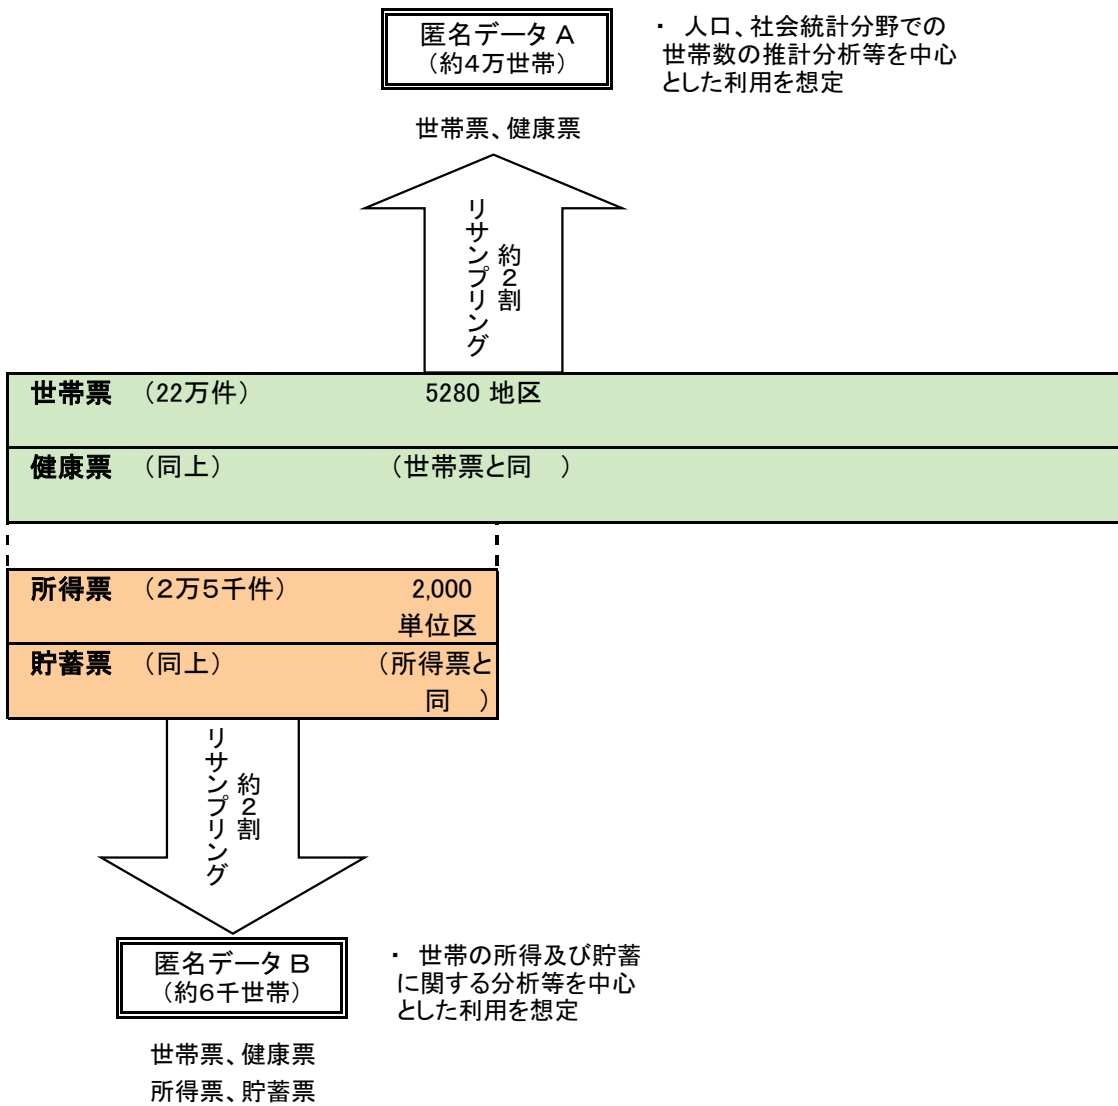 匿名データA
（約4万世帯）
・ 人口、社会統計分野での
世帯数の推計分析等を中心
とした利用を想定
世帯票、健康票
約２割
リサンプリング
世帯票 （22万件） 5280 地区
健康票 （同上） （世帯票と同　）
所得票 （２万５千件） 2,000
単位区
貯蓄票 （同上） （所得票と
同　）
約２割
リサンプリング
匿名データB
（約6千世帯）
・ 世帯の所得及び貯蓄
に関する分析等を中心
とした利用を想定
世帯票、健康票
所得票、貯蓄票